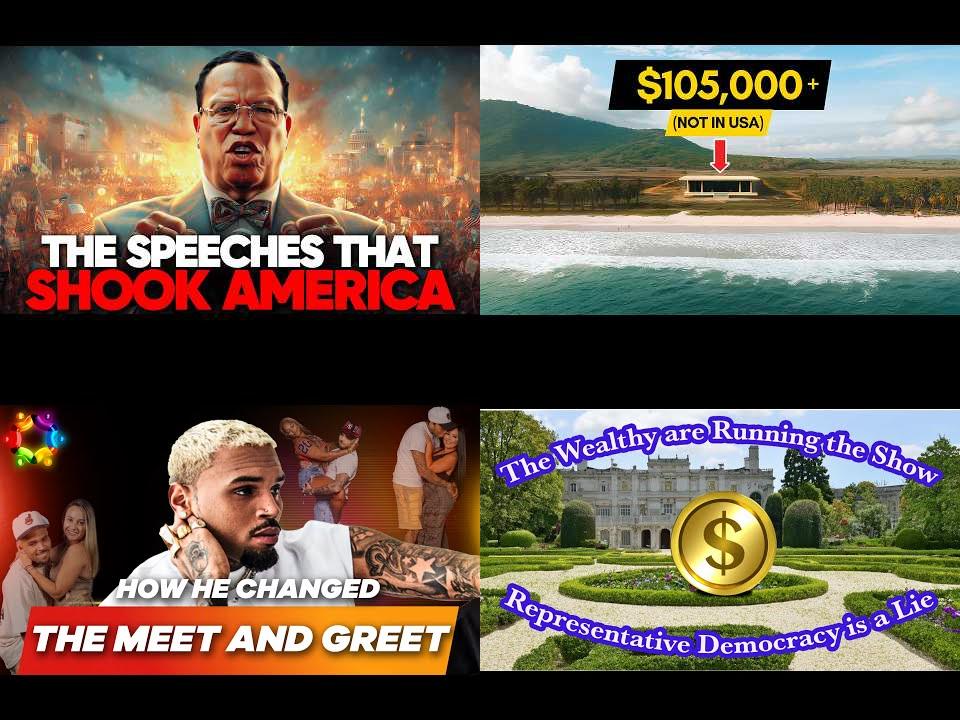 THE SPEECHES THAT
SHOOK AMERICA
$105,000+
(NOT IN USA)
HOW HE CHANGED
THE MEET AND GREET
The Wealthy are Running the Show
$
Representative Democracy is a Lie